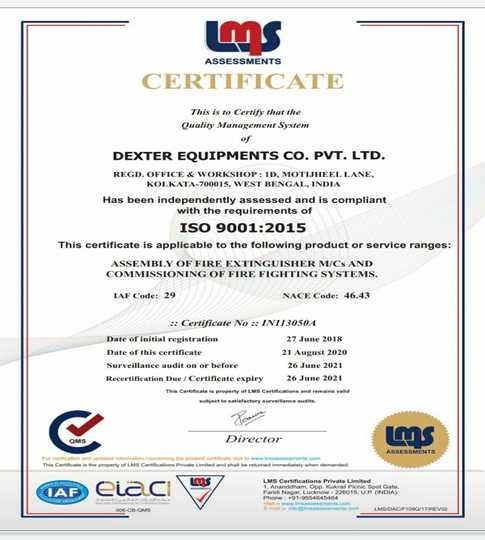 LMS
ASSESSMENTS
CERTIFICATE
This is to Certify that the
Quality Management System
of
DEXTER EQUIPMENTS CO. PVT. LTD.
REGD. OFFICE & WORKSHOP : 1D, MOTIJHEEL LANE,
KOLKATA-700015, WEST BENGAL, INDIA
Has been independently assessed and is compliant
with the requirements of
ISO 9001:2015
This certificate is applicable to the following product or service ranges:
ASSEMBLY OF FIRE EXTINGUISHER M/Cs AND
COMMISSIONING OF FIRE FIGHTING SYSTEMS.
IAF Code: 29 NACE Code: 46.43
:: Certificate No :: IN113050A
Date of initial registration 27 June 2018
Date of this certificate 21 August 2020
Surveillance audit on or before 26 June 2021
Recertification Due / Certificate expiry 26 June 2021
This Certificate is property of LMS Certifications and remains valid
subject to satisfactory surveillance audits.
Director
QMS
LMS
ASSESSMENTS
For verification and updated information concerning the present certificate visit to www.lmsassessments.com
This Certificate is the property of LMS Certifications Private Limited and shall be returned immediately when demanded.
IAF
eiaci
006-CB-QMS
LMS
LMS Certifications Private Limited
1, Ananddham, Opp. Kukrail Picnic Spot Gate,
Faridi Nagar, Lucknow - 226015, U.P. (INDIA).
Phone : +91-9554645464
Visit :- www.lmsassessments.com
E-mail :- info@lmsassessments.com
LMS/DAC/F109Q/17/REV02